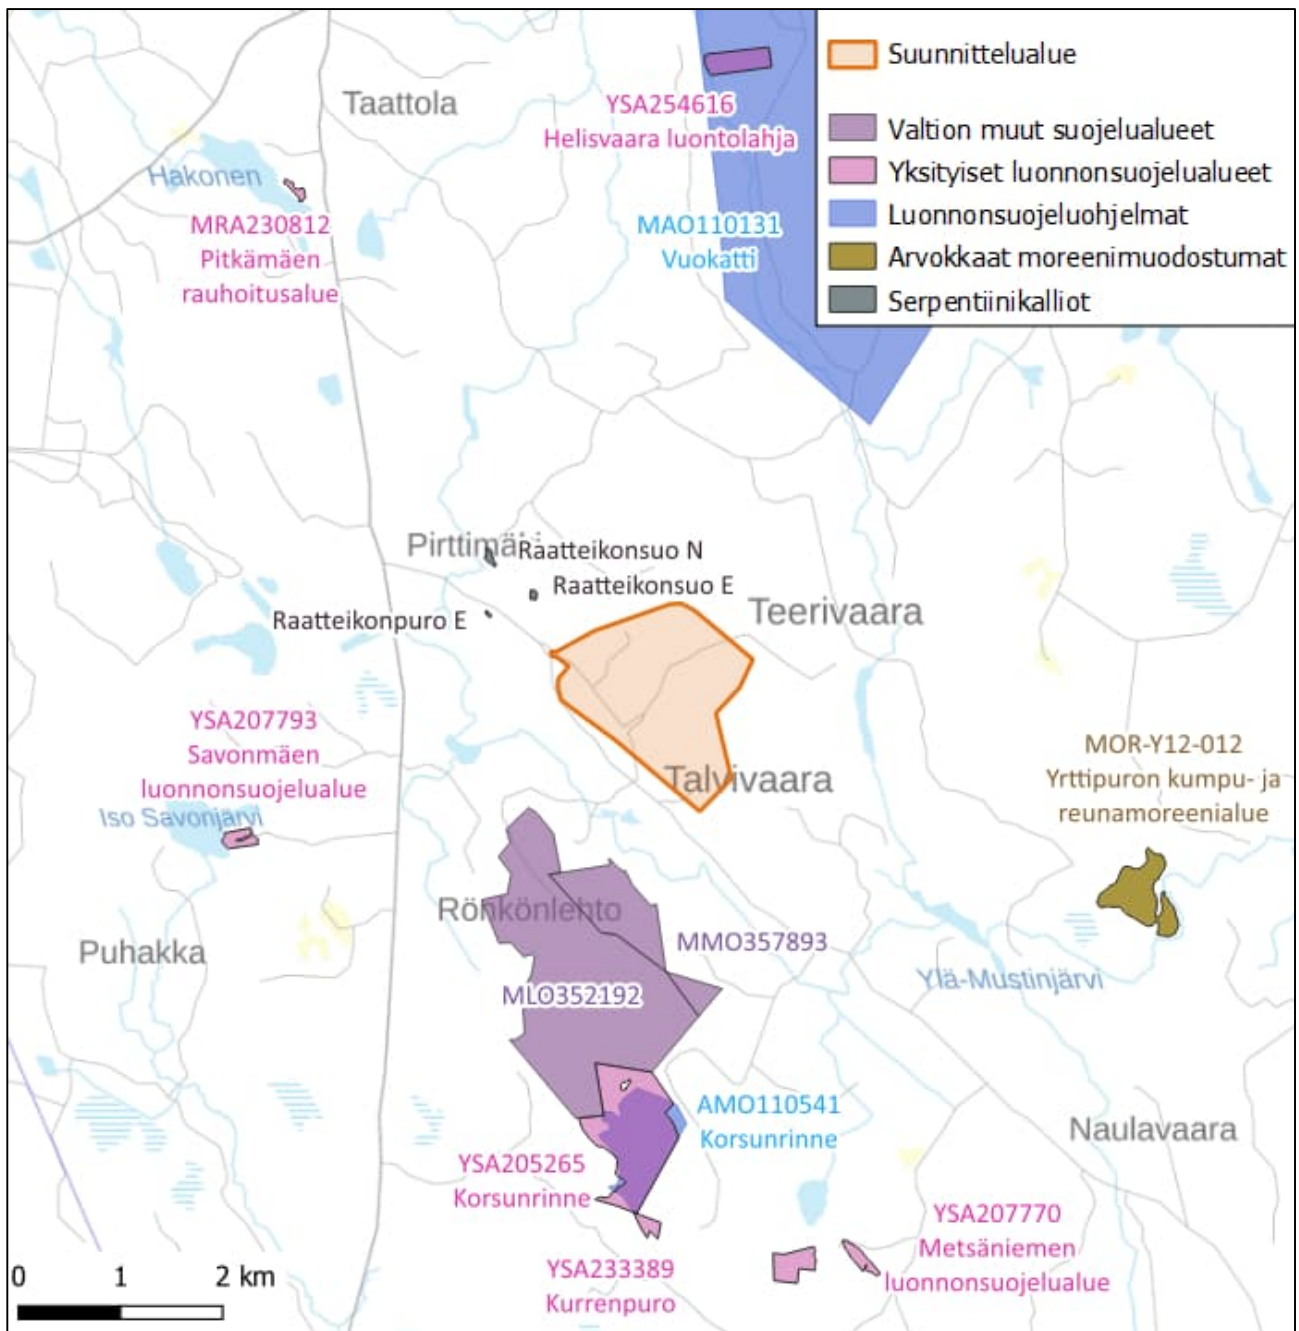 Suunnittelualue
Valtion muut suojelualueet
Yksityiset luonnonsuojelualueet
Luonnonsuojeluohjelmat
Arvokkaat moreenimuodostumat
Serpentiinikalliot
Taattola
YSA254616
Helisvaara luontolahja
Hakonen
MRA230812
Pitkämäen
rauhoitusalue
MAO110131
Vuokatti
Pirttimä
Raatteikonsuo N
Raatteikonsuo E
Raatteikonpuro E
Teerivaara
YSA207793
Savonmäen
luonnonsuojelualue
Iso Savonjärvi
Talvivaara
MOR-Y12-012
Yrttipuron kumpu- ja
reunamoreenialue
Rönkönlehto
Puhakka
MMO357893
MLO352192
Ylä-Mustinjärvi
AMO110541
Korsunrinne
Naulavaara
YSA205265
Korsunrinne
YSA233389
Kurrenpuro
YSA207770
Metsäniemen
luonnonsuojelualue
0 1 2 km